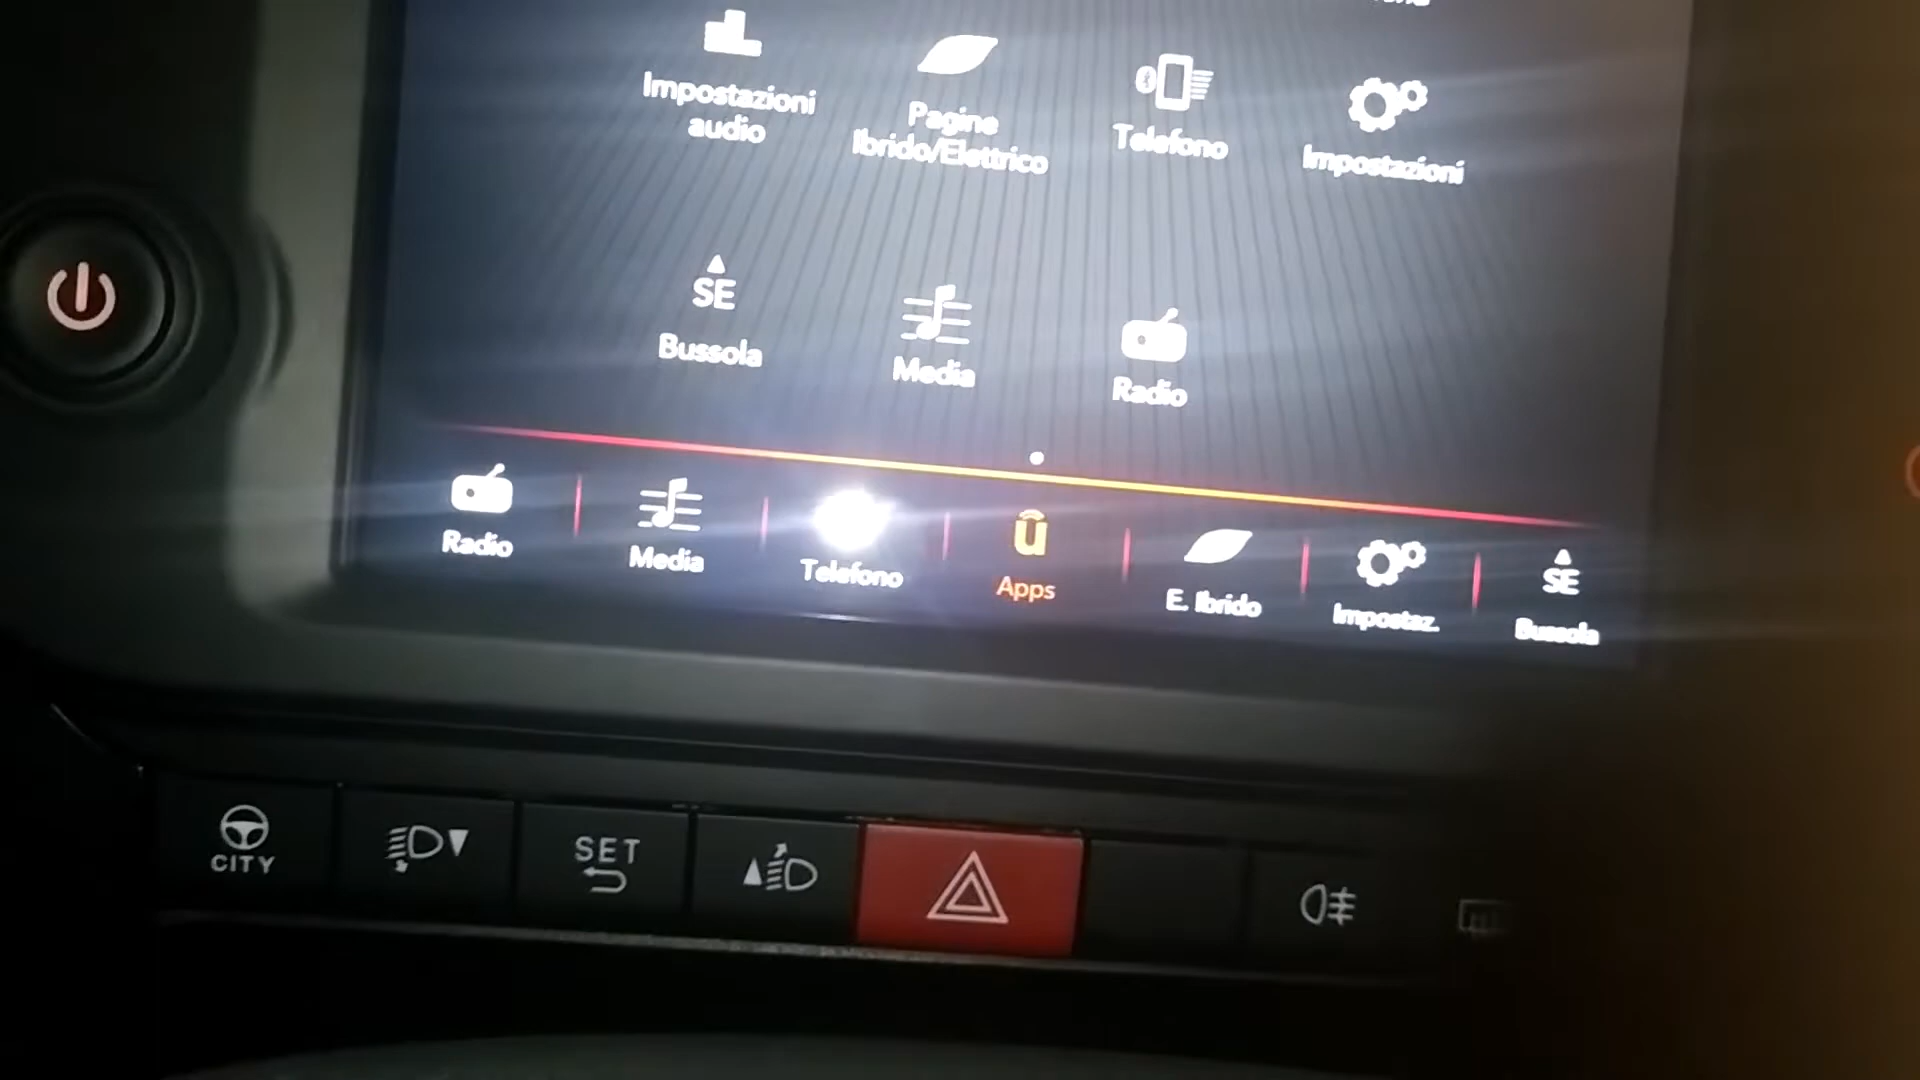 Impostazioni
audio
Pagine
Ibrido/Elettrico
Telefono
Impostazioni
SE
Bussola
Media
Radio
Radio
Media
Telefono
u
Apps
E. Ibrido
Impostaz.
SE
Bussola
CITY
SET